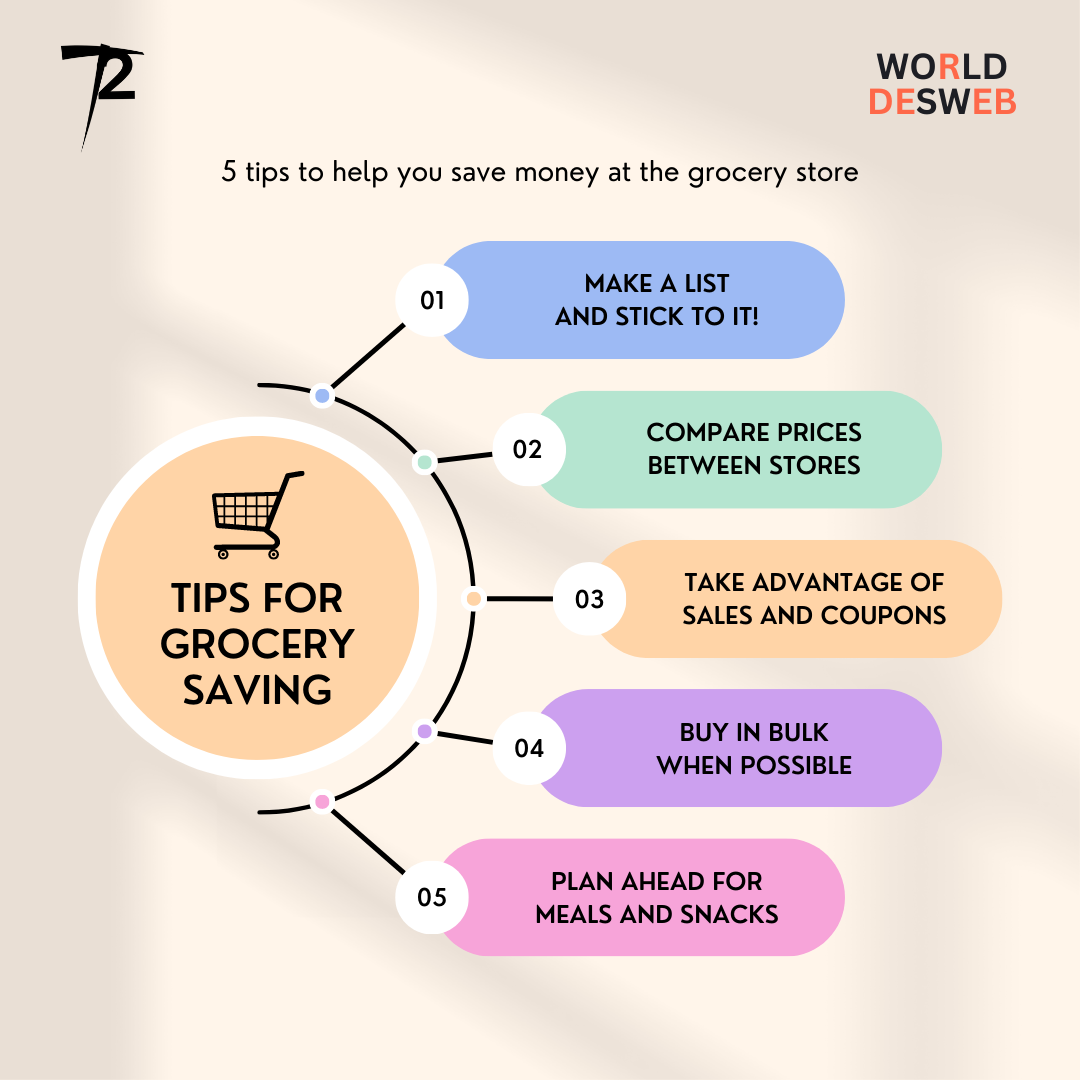 72
WORLD
DESWEB
5 tips to help you save money at the grocery store
01
MAKE A LIST
AND STICK TO IT!
02
COMPARE PRICES
BETWEEN STORES
03
TAKE ADVANTAGE OF
SALES AND COUPONS
04
BUY IN BULK
WHEN POSSIBLE
05
PLAN AHEAD FOR
MEALS AND SNACKS
TIPS FOR
GROCERY
SAVING